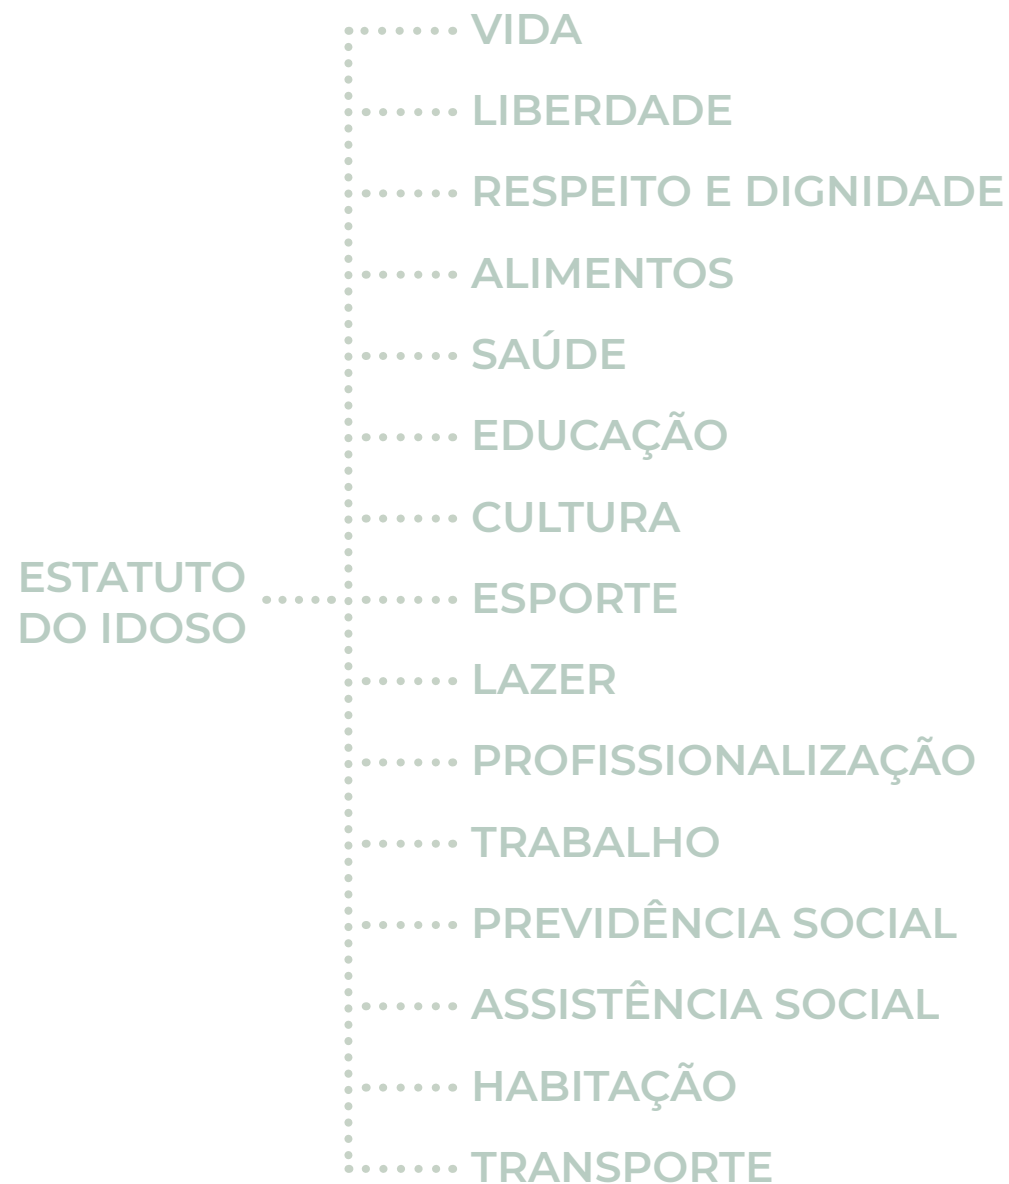 VIDA
LIBERDADE
RESPEITO E DIGNIDADE
ALIMENTOS
SAÚDE
EDUCAÇÃO
CULTURA
ESTATUTO
DO IDOSO
ESPORTE
LAZER
PROFISSIONALIZAÇÃO
TRABALHO
PREVIDÊNCIA SOCIAL
ASSISTÊNCIA SOCIAL
HABITAÇÃO
TRANSPORTE